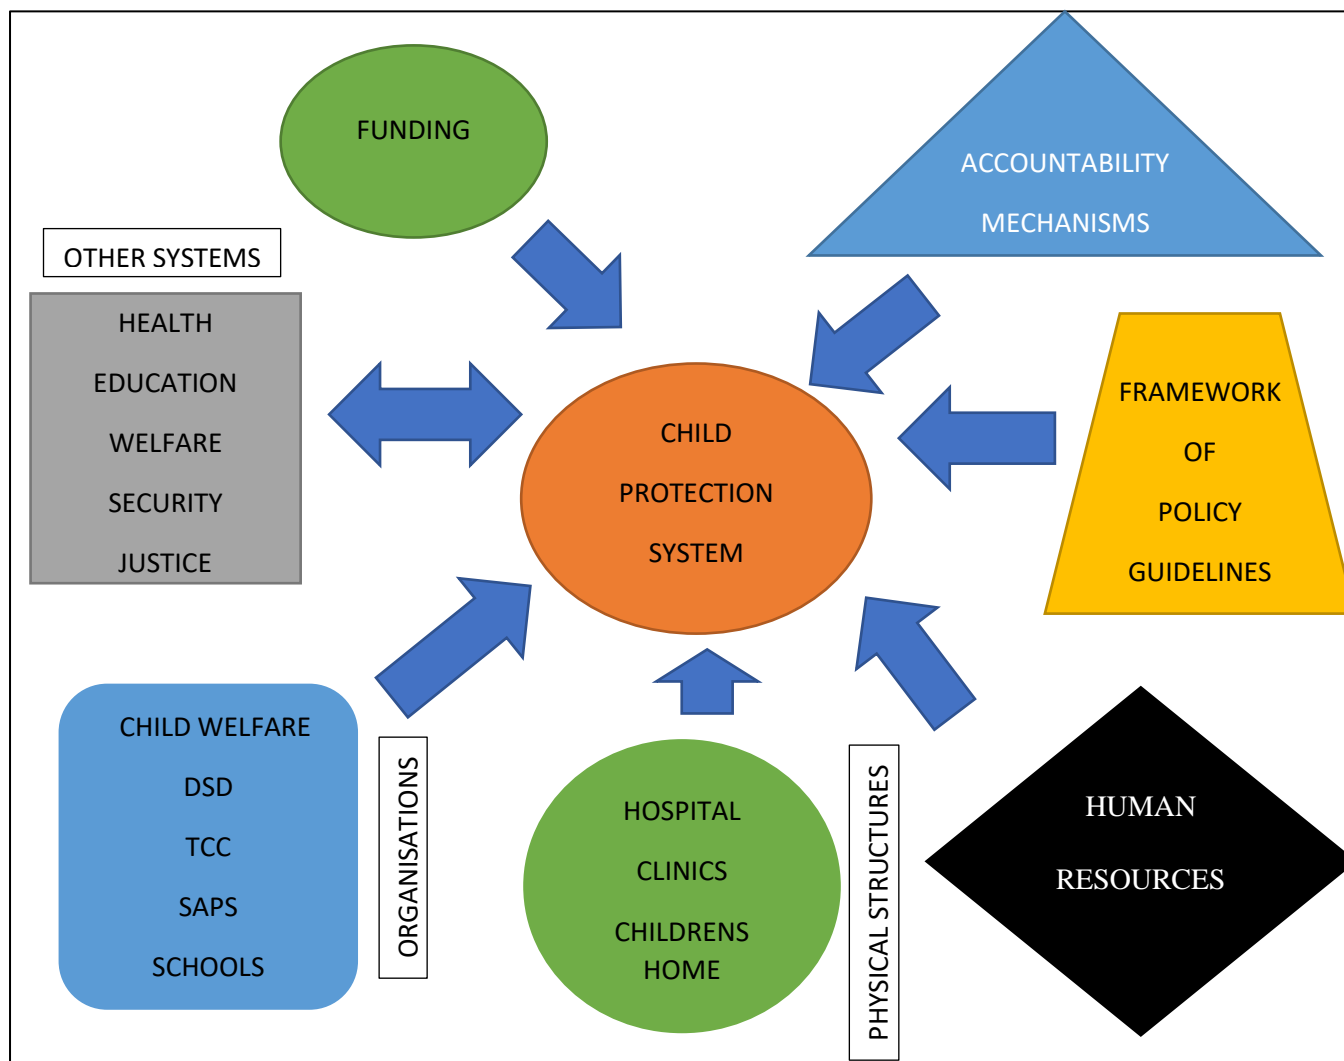 FUNDING
ACCOUNTABILITY
MECHANISMS
OTHER SYSTEMS
HEALTH
EDUCATION
WELFARE
SECURITY
JUSTICE
CHILD
PROTECTION
SYSTEM
FRAMEWORK
OF
POLICY
GUIDELINES
CHILD WELFARE
DSD
TCC
SAPS
SCHOOLS
ORGANISATIONS
HOSPITAL
CLINICS
CHILDRENS
HOME
PHYSICAL STRUCTURES
HUMAN
RESOURCES